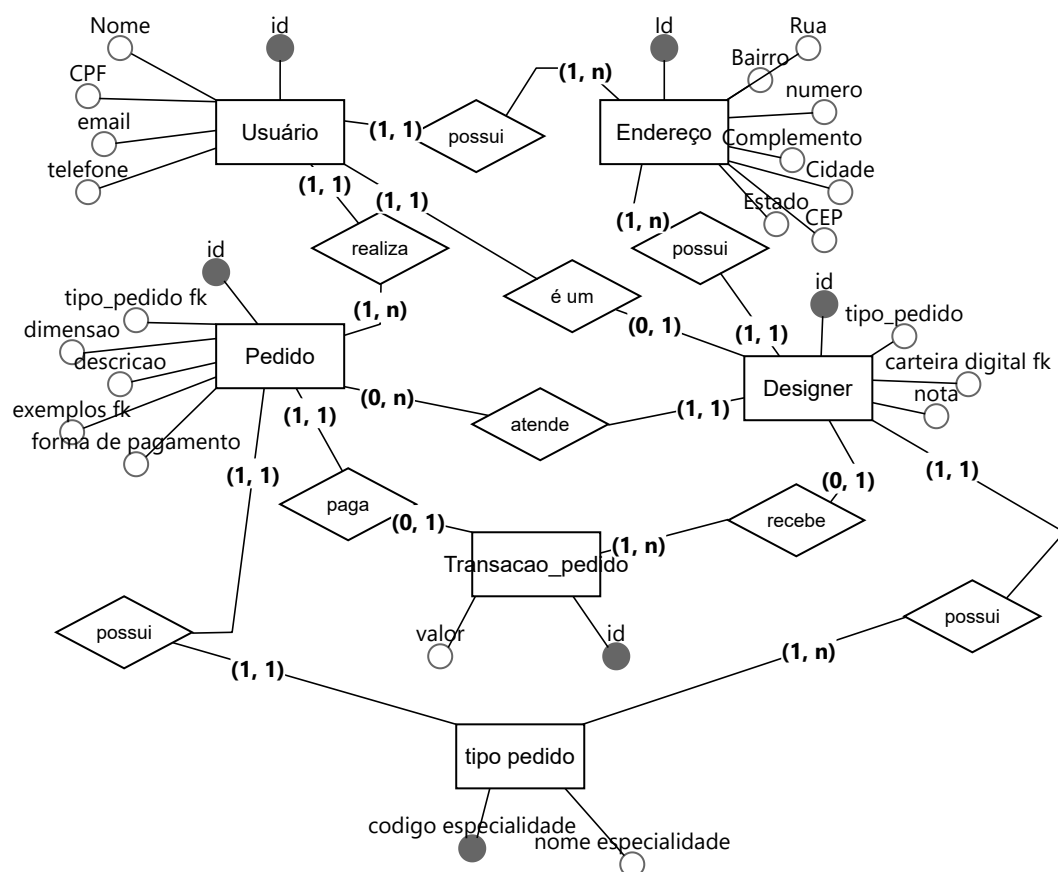 Nome
id
Id
Rua
CPF
Bairro
(1, n)
numero
email
Usuário
(1, 1)
possui
Endereço
Complemento
telefone
Cidade
(1, 1)
(1, 1)
Estado
(1, n)
CEP
realiza
possui
id
id
tipo_pedido fk
é um
tipo_pedido
dimensao
(1, n)
(0, 1)
(1, 1)
descricao
Pedido
carteira digital fk
Designer
nota
exemplos fk
(1, 1)
(0, n)
atende
(1, 1)
forma de pagamento
(1, 1)
(0, 1)
(1, 1)
paga
(0, 1)
recebe
(1, n)
Transacao_pedido
possui
valor
id
possui
(1, 1)
(1, n)
tipo pedido
codigo especialidade
nome especialidade